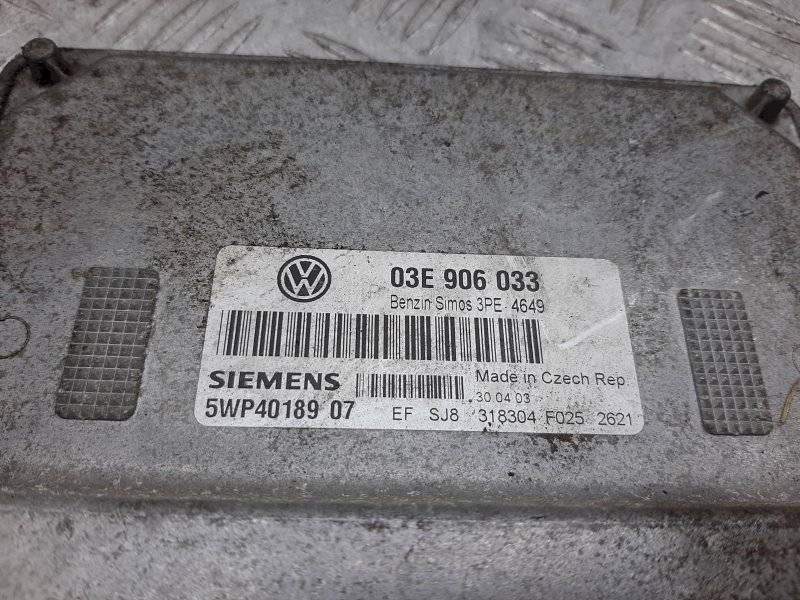 VW
03E 906 033
Benzin Simos 3PE 4649
SIEMENS
Made in Czech Rep.
30.04.03
5WP40189 07
EF SJ8 318304 F025 2621